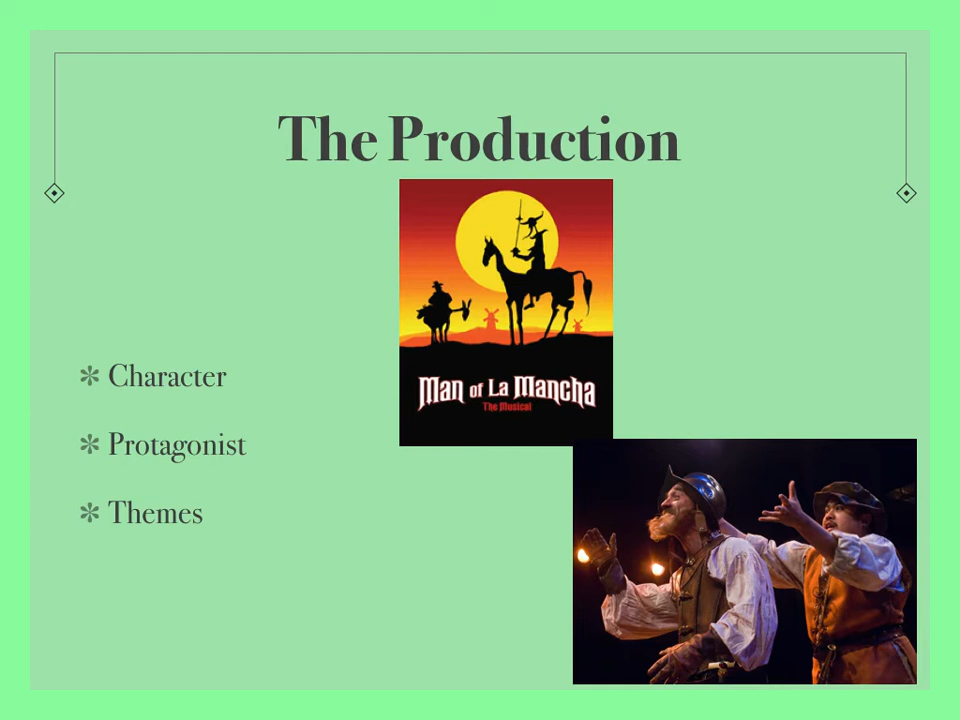 The Production
Man of La Mancha
The Musical
Character
Protagonist
Themes